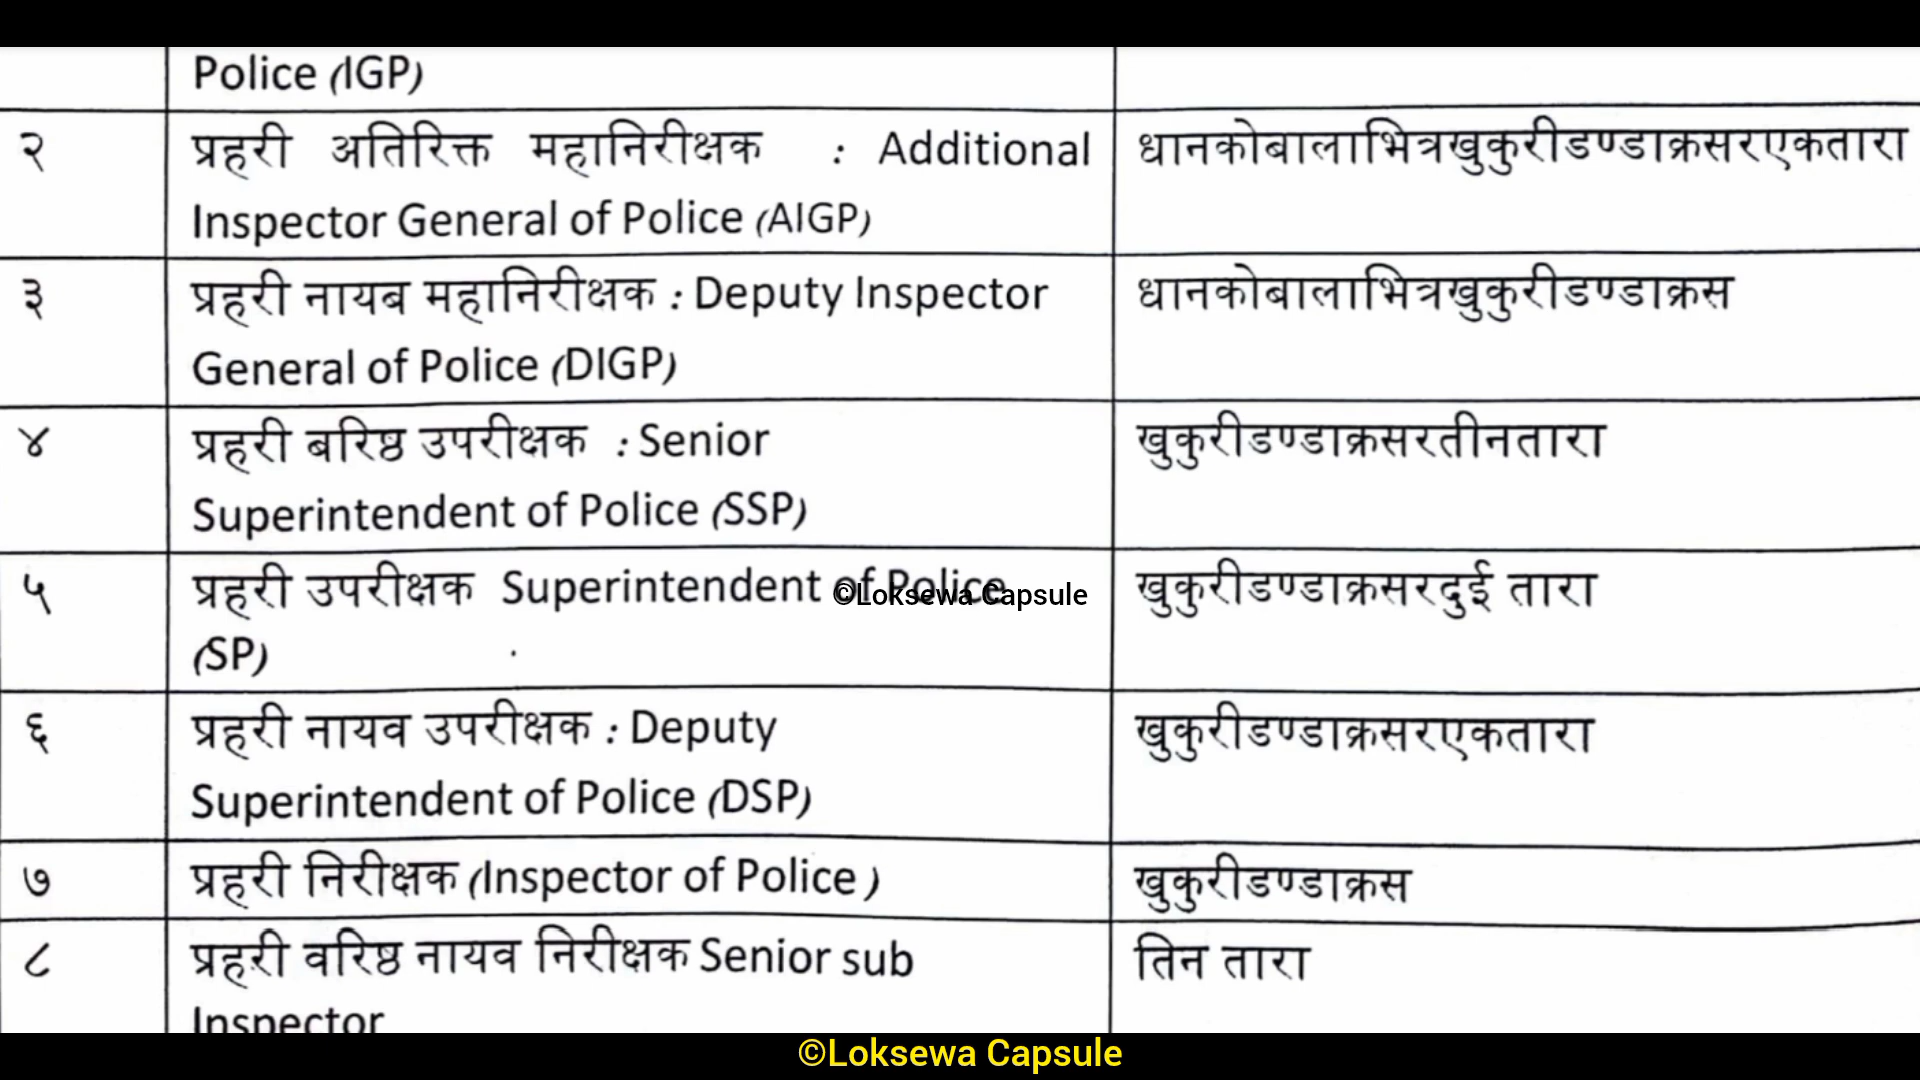 Police (IGP)
२ प्रहरी अतिरिक्त महानिरीक्षक : Additional धानकोबालाभित्रखुकुरीडण्डाक्रसरएकतारा
Inspector General of Police (AIGP)
३ प्रहरी नायब महानिरीक्षक : Deputy Inspector धानकोबालाभित्रखुकुरीडण्डाक्रस
General of Police (DIGP)
४ प्रहरी बरिष्ठ उपरीक्षक : Senior खुकुरीडण्डाक्रसरतीनतारा
Superintendent of Police (SSP)
५ प्रहरी उपरीक्षक Superintendent of Police खुकुरीडण्डाक्रसरदुई तारा
©Loksewa Capsule
(SP)
६ प्रहरी नायव उपरीक्षक : Deputy खुकुरीडण्डाक्रसरएकतारा
Superintendent of Police (DSP)
७ प्रहरी निरीक्षक (Inspector of Police ) खुकुरीडण्डाक्रस
८ प्रहरी वरिष्ठ नायव निरीक्षक Senior sub तिन तारा
Inspector
©Loksewa Capsule